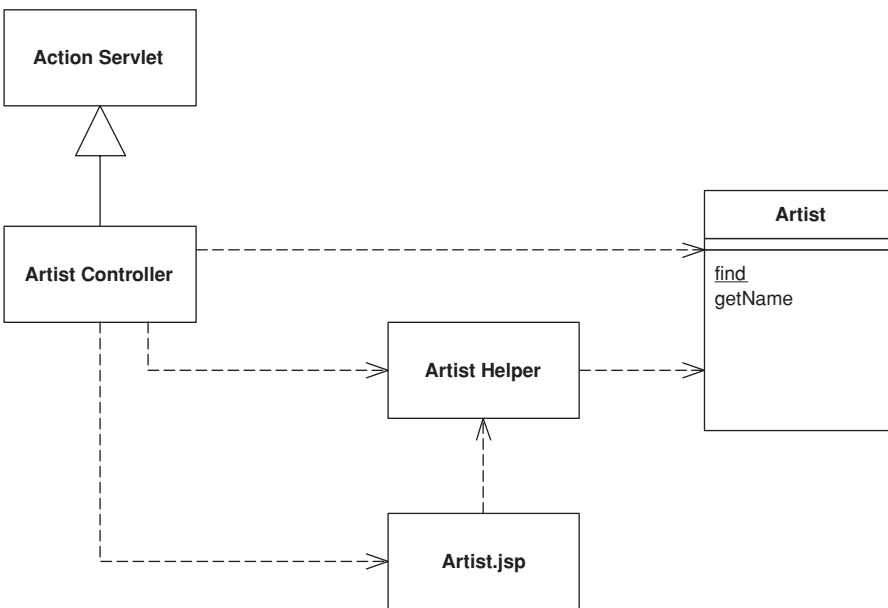 Action Servlet
Artist
Artist Controller
find
getName
Artist Helper
Artist.jsp